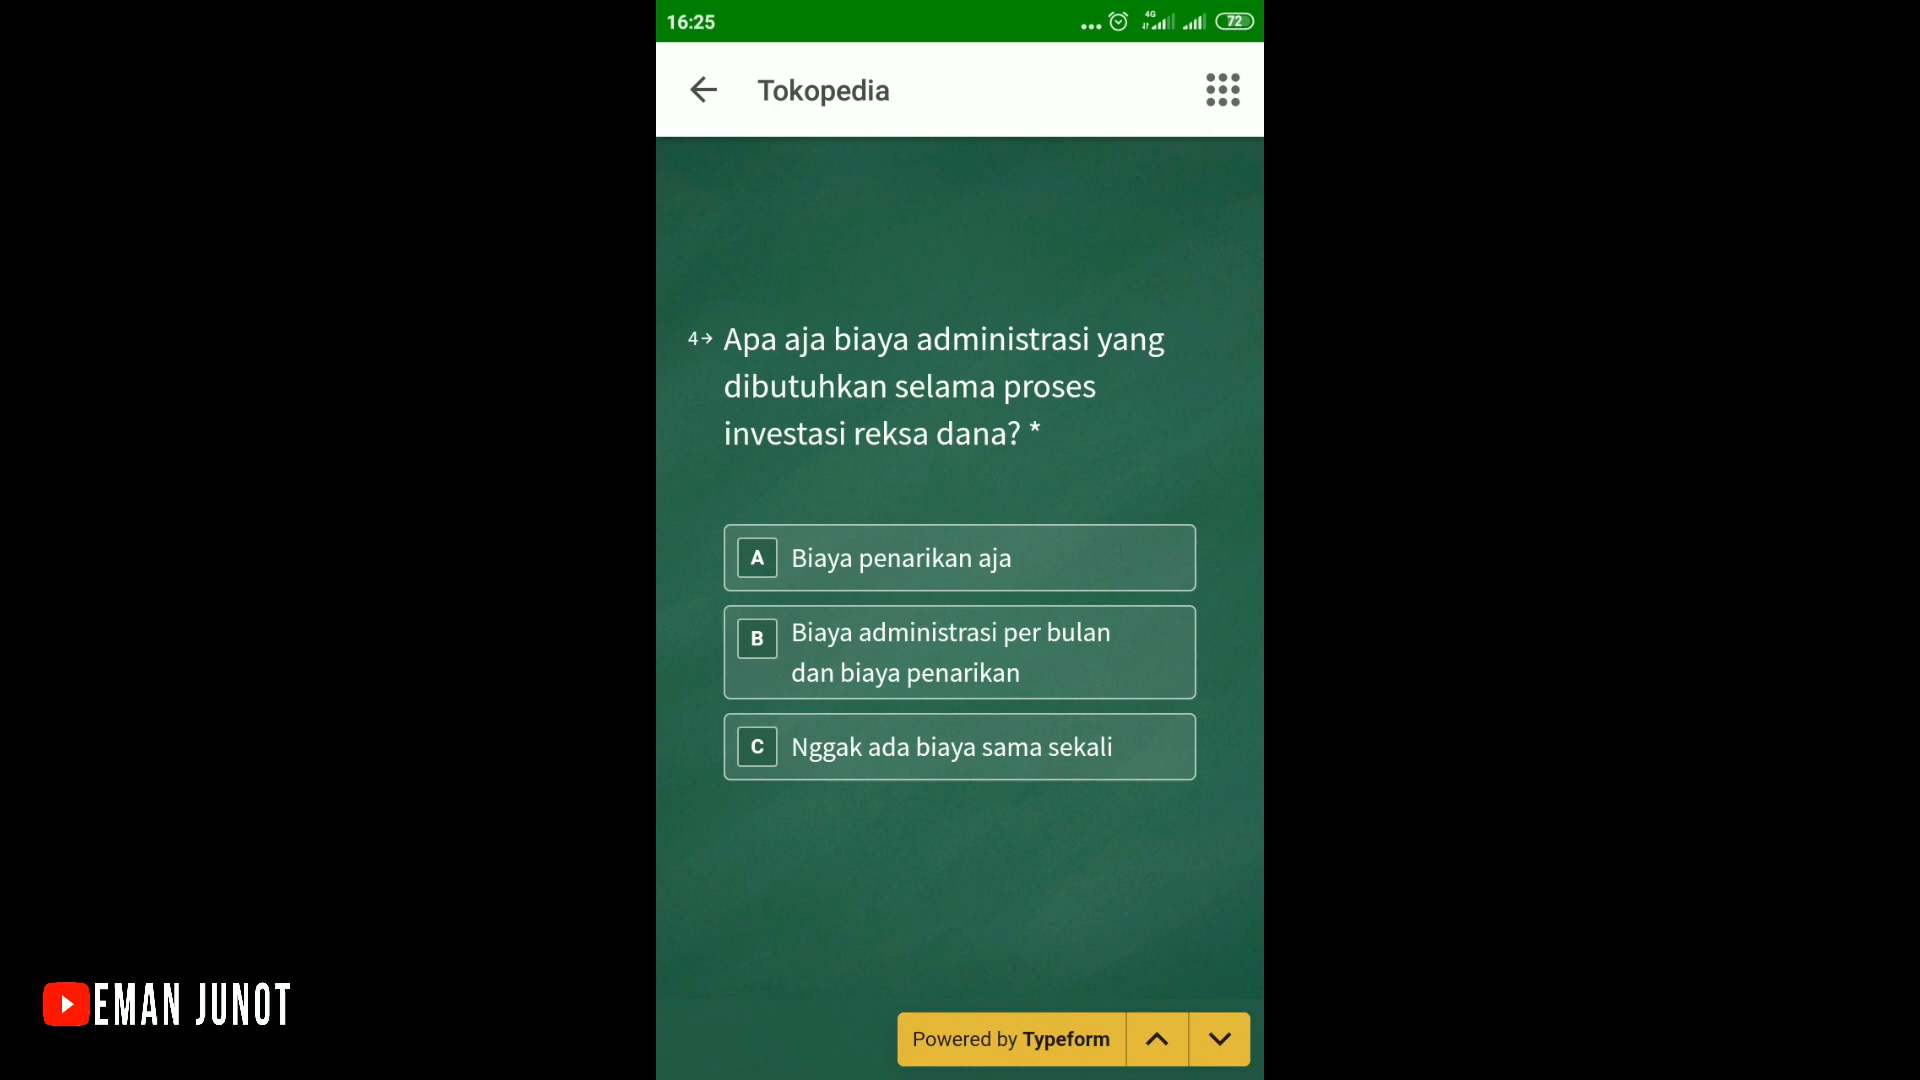 16:25
4G
72
Tokopedia
4 Apa aja biaya administrasi yang
dibutuhkan selama proses
investasi reksa dana? *
A Biaya penarikan aja
B Biaya administrasi per bulan
dan biaya penarikan
C Nggak ada biaya sama sekali
Powered by Typeform
EMAN JUNOT